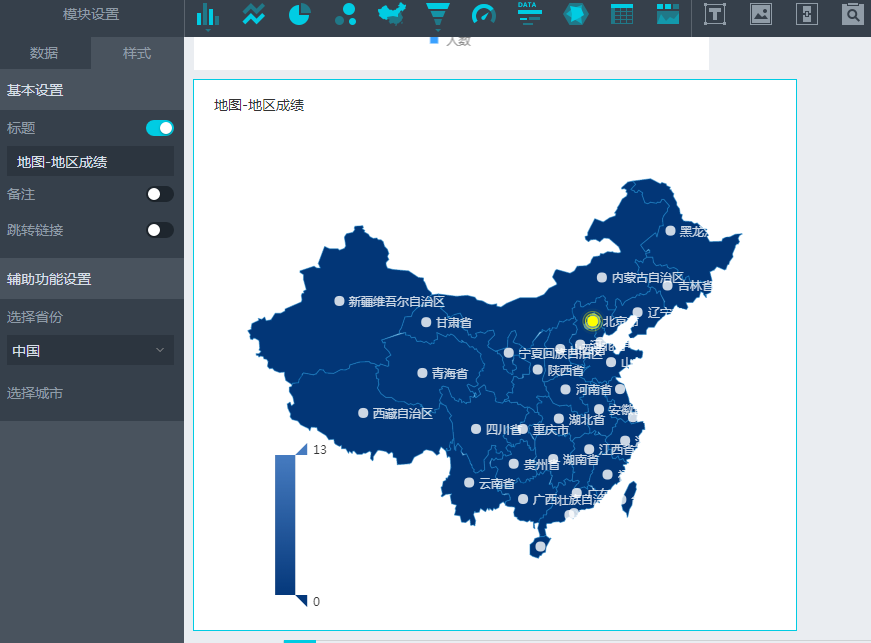 模块设置
DATA
数据
样式
基本设置
标题
地图-地区成绩
备注
跳转链接
辅助功能设置
选择省份
中国
选择城市
人数
地图-地区成绩
黑龙
内蒙古自治区
吉林省
新疆维吾尔自治区
辽宁
甘肃省
北京
宁夏回族自治区
陕西省
青海省
河南省
西藏自治区
安徽
湖北省
四川省
重庆市
江西省
湖南省
贵州省
云南省
广西壮族自治
13
0